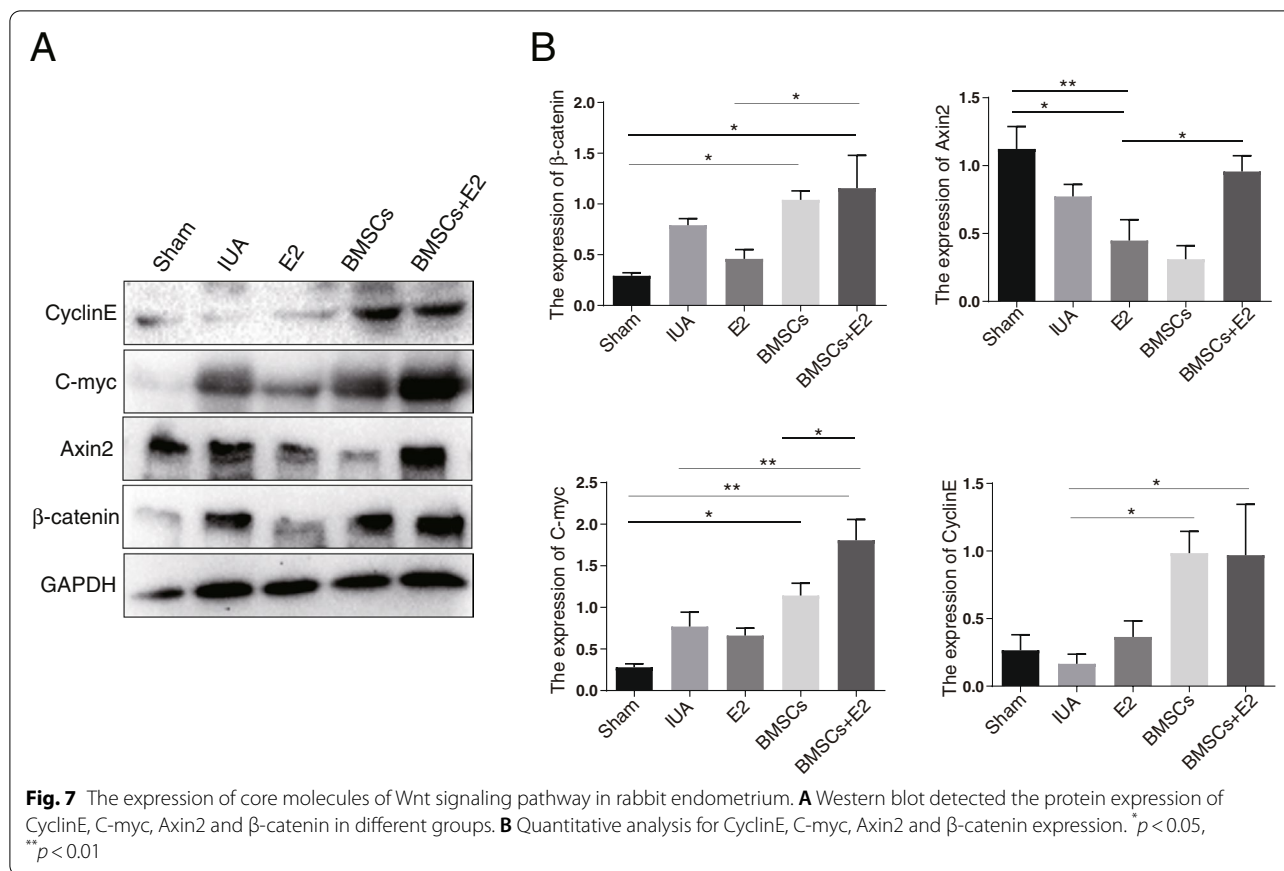 A
Sham IUA E2 BMSCs BMSCs+E2
CyclinE
C-myc
Axin2
β-catenin
GAPDH
B
The expression of β-catenin
2.0
1.5
1.0
0.5
0.0
*
*
*
Sham IUA E2 BMSCs BMSCs+E2
The expression of Axin2
1.5
1.0
0.5
0.0
**
*
*
Sham IUA E2 BMSCs BMSCs+E2
The expression of C-myc
2.5
2.0
1.5
1.0
0.5
0.0
*
**
**
*
Sham IUA E2 BMSCs BMSCs+E2
The expression of CyclinE
1.5
1.0
0.5
0.0
*
*
Sham IUA E2 BMSCs BMSCs+E2
Fig. 7 The expression of core molecules of Wnt signaling pathway in rabbit endometrium. A Western blot detected the protein expression of
CyclinE, C-myc, Axin2 and β-catenin in different groups. B Quantitative analysis for CyclinE, C-myc, Axin2 and β-catenin expression. *p < 0.05,
**p < 0.01